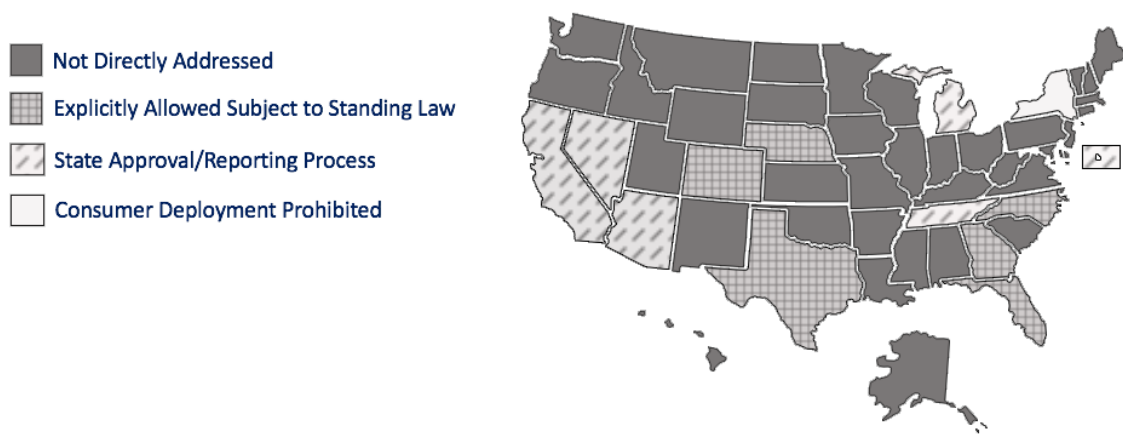 Not Directly Addressed
Explicitly Allowed Subject to Standing Law
State Approval/Reporting Process
Consumer Deployment Prohibited